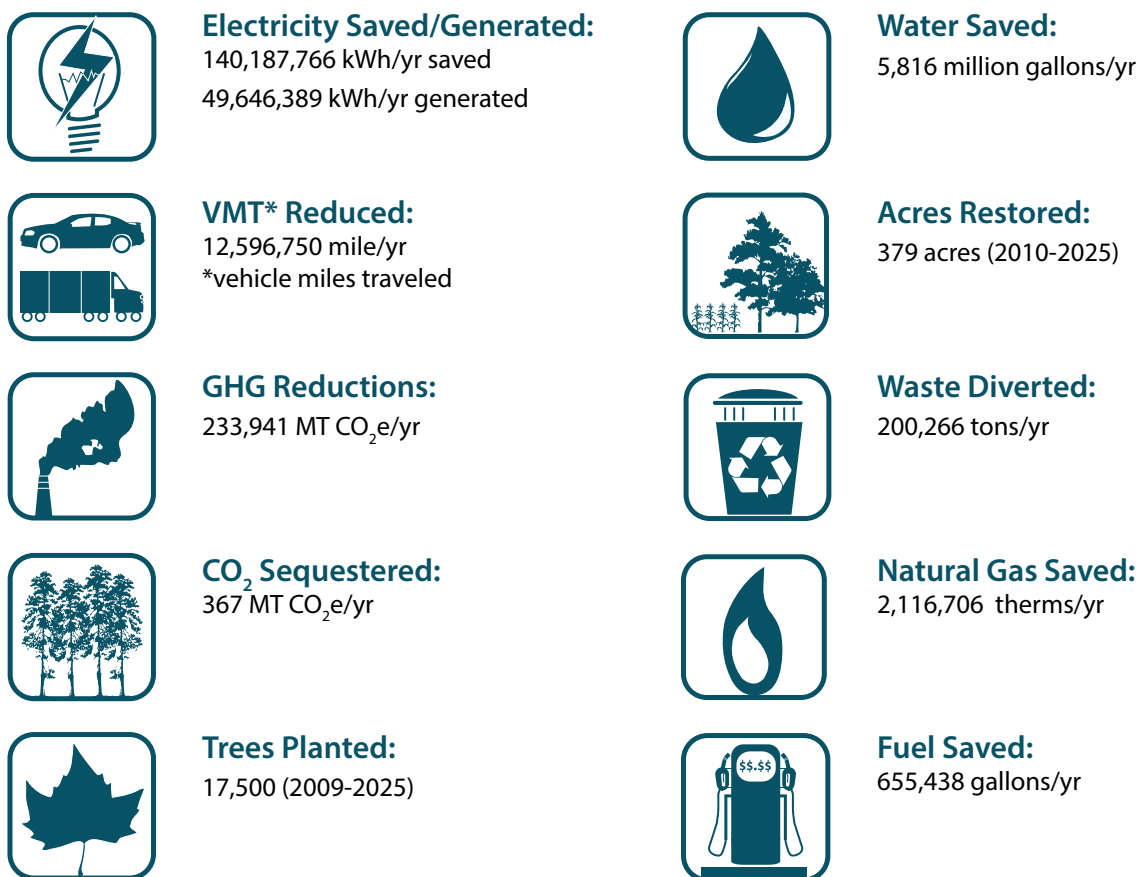 Electricity Saved/Generated:
140,187,766 kWh/yr saved
49,646,389 kWh/yr generated
VMT* Reduced:
12,596,750 mile/yr
*vehicle miles traveled
GHG Reductions:
233,941 MT CO₂e/yr
CO₂ Sequestered:
367 MT CO₂e/yr
Trees Planted:
17,500 (2009-2025)
Water Saved:
5,816 million gallons/yr
Acres Restored:
379 acres (2010-2025)
Waste Diverted:
200,266 tons/yr
Natural Gas Saved:
2,116,706 therms/yr
$$.$$
Fuel Saved:
655,438 gallons/yr